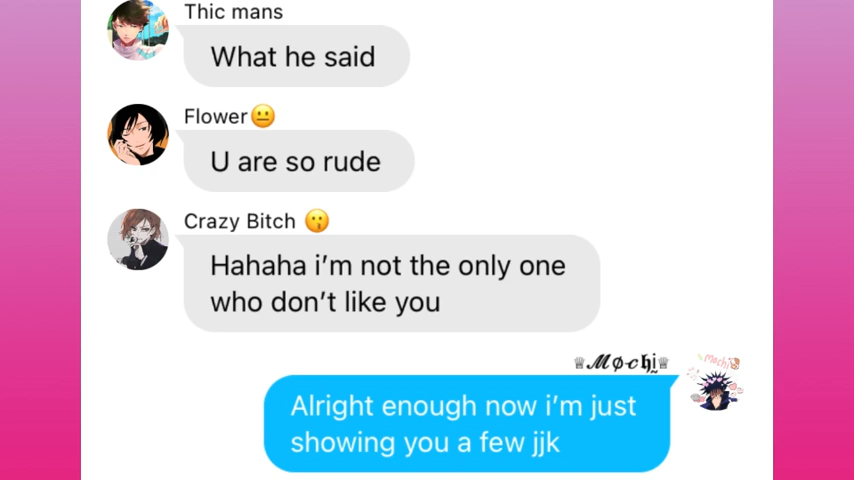 Thic mans
What he said
Flower😐
U are so rude
Crazy Bitch 😗
Hahaha i'm not the only one
who don't like you
♕𝓜ø𝓬𝖍ḭ♕
Mochi
Alright enough now i'm just
showing you a few jjk